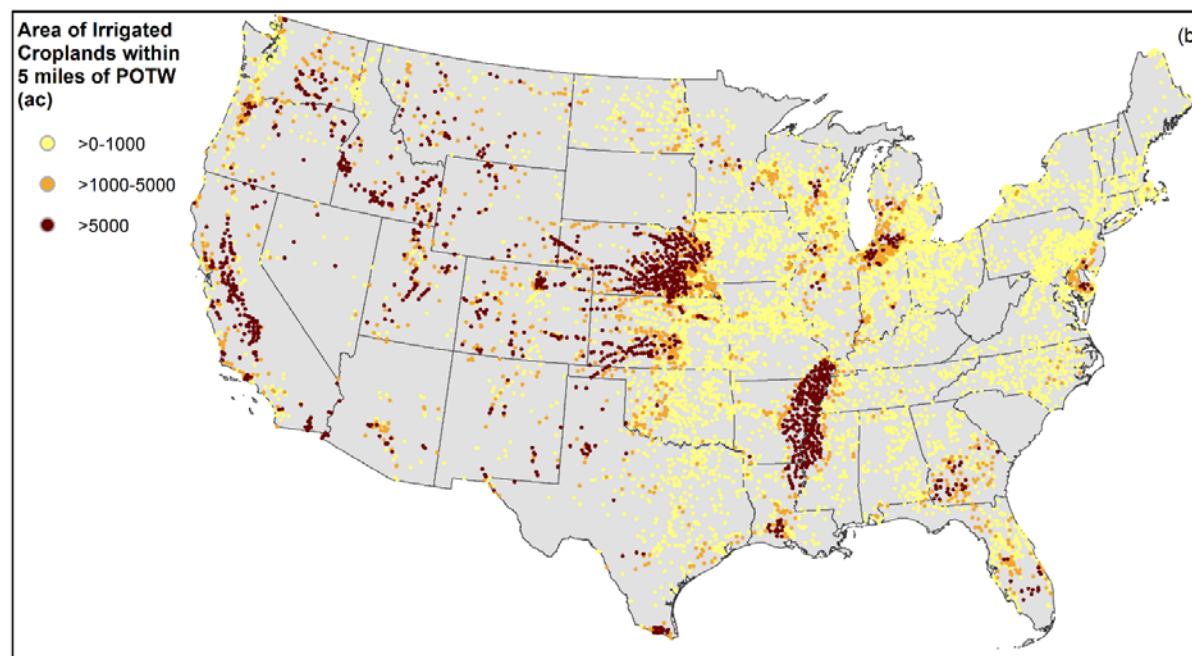 Area of Irrigated
Croplands within
5 miles of POTW
(ac)
>0-1000
>1000-5000
>5000
(b